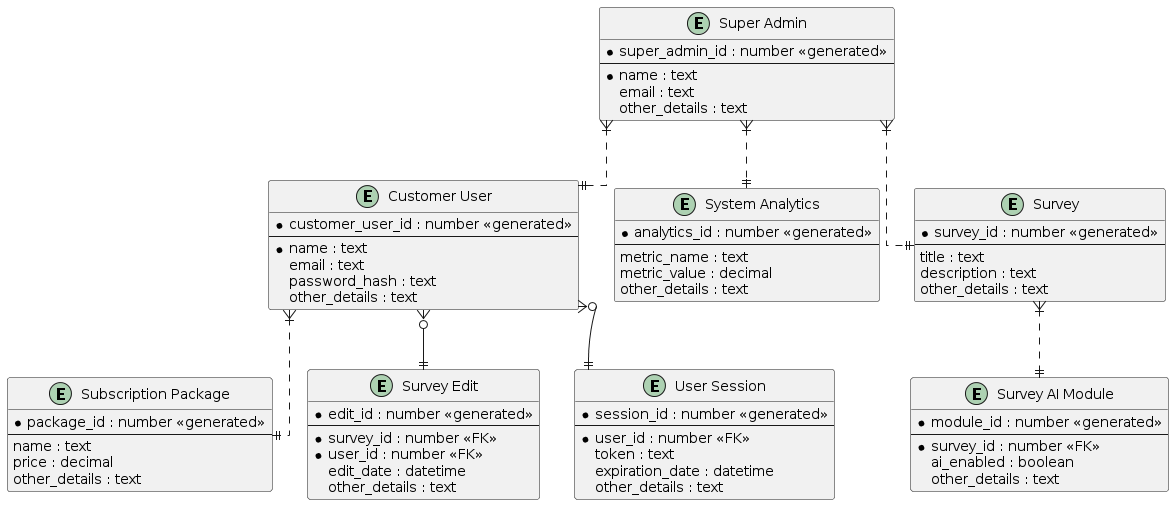 E Super Admin
super_admin_id : number «generated»
name : text
email : text
other_details : text
E Customer User
customer_user_id : number «generated»
name : text
email : text
password_hash : text
other_details : text
E System Analytics
analytics_id : number «generated»
metric_name : text
metric_value : decimal
other_details : text
E Survey
survey_id : number «generated»
title : text
description : text
other_details : text
E Subscription Package
package_id : number «generated»
name : text
price : decimal
other_details : text
E Survey Edit
edit_id : number «generated»
survey_id : number «FK»
user_id : number «FK»
edit_date : datetime
other_details : text
E User Session
session_id : number «generated»
user_id : number «FK»
token : text
expiration_date : datetime
other_details : text
E Survey AI Module
module_id : number «generated»
survey_id : number «FK»
ai_enabled : boolean
other_details : text